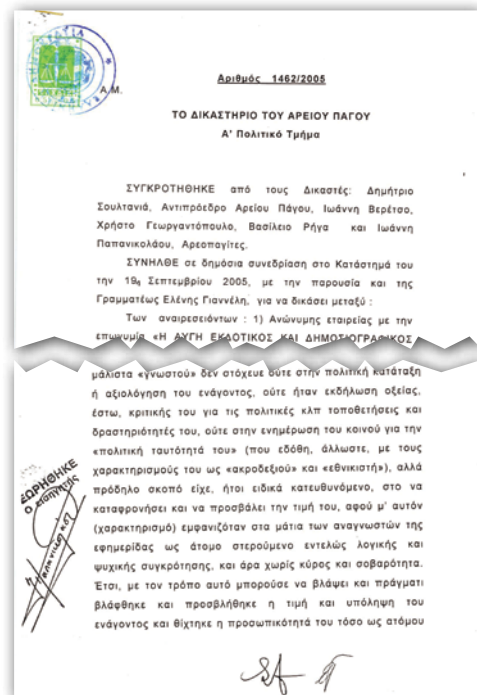 Αριθμός 1462/2005
Α.Μ.
ΤΟ ΔΙΚΑΣΤΗΡΙΟ ΤΟΥ ΑΡΕΙΟΥ ΠΑΓΟΥ
Α' Πολιτικό Τμήμα
ΣΥΓΚΡΟΤΗΘΗΚΕ από τους Δικαστές: Δημήτριο
Σουλτανιά, Αντιπρόεδρο Αρείου Πάγου, Ιωάννη Βερέτσο,
Χρήστο Γεωργαντόπουλο, Βασίλειο Ρήγα και Ιωάννη
Παπανικολάου, Αρεοπαγίτες.
ΣΥΝΗΛΘΕ σε δημόσια συνεδρίαση στο Κατάστημά του
την 19η Σεπτεμβρίου 2005, με την παρουσία και της
Γραμματέως Ελένης Γιαννέλη, για να δικάσει μεταξύ :
Των αναιρεσειόντων : 1) Ανώνυμης εταιρείας με την
επωνυμία «Η ΑΥΓΗ ΕΚΔΟΤΙΚΟΣ ΚΑΙ ΔΗΜΟΣΙΟΓΡΑΦΙΚΟΣ
μάλιστα «γνωστού» δεν στόχευε ούτε στην πολιτική κατάταξη
ή αξιολόγηση του ενάγοντος, ούτε ήταν εκδήλωση οξείας,
έστω, κριτικής του για τις πολιτικές κλπ τοποθετήσεις και
δραστηριότητές του, ούτε στην ενημέρωση του κοινού για την
«πολιτική ταυτότητά του» (που εδόθη, άλλωστε, με τους
χαρακτηρισμούς του ως «ακροδεξιού» και «εθνικιστή»), αλλά
πρόδηλο σκοπό είχε, ήτοι ειδικά κατευθυνόμενο, στο να
καταφρονήσει και να προσβάλει την τιμή του, αφού μ' αυτόν
(χαρακτηρισμό) εμφανιζόταν στα μάτια των αναγνωστών της
εφημερίδας ως άτομο στερούμενο εντελώς λογικής και
ψυχικής συγκρότησης, και άρα χωρίς κύρος και σοβαρότητα.
Έτσι, με τον τρόπο αυτό μπορούσε να βλάψει και πράγματι
βλάφθηκε και προσβλήθηκε η τιμή και υπόληψη του
ενάγοντος και θίχτηκε η προσωπικότητά του τόσο ως ατόμου
ΕΩΡΗΘΗΚΕ
Ο εισηγητής